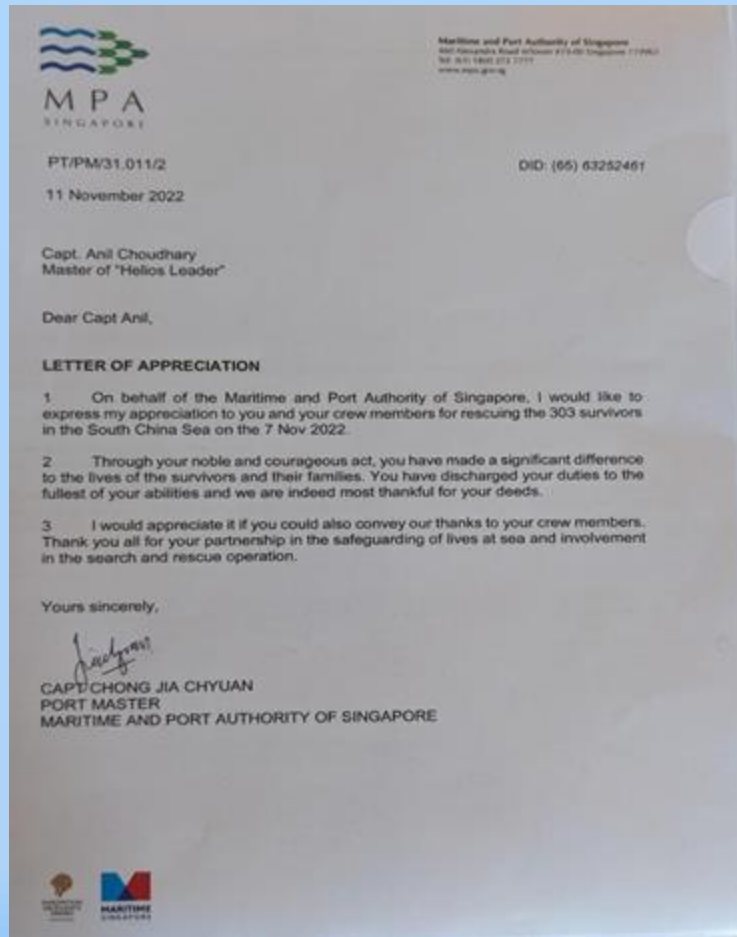 MPA
SINGAPORE
Maritime and Port Authority of Singapore
www.mpa.gov.sg
PT/PM/31.011/2
DID: (65) 63252461
11 November 2022
Capt. Anil Choudhary
Master of "Helios Leader"
Dear Capt Anil,
LETTER OF APPRECIATION
1 On behalf of the Maritime and Port Authority of Singapore, I would like to
express my appreciation to you and your crew members for rescuing the 303 survivors
in the South China Sea on the 7 Nov 2022.
2 Through your noble and courageous act, you have made a significant difference
to the lives of the survivors and their families. You have discharged your duties to the
fullest of your abilities and we are indeed most thankful for your deeds.
3 I would appreciate it if you could also convey our thanks to your crew members.
Thank you all for your partnership in the safeguarding of lives at sea and involvement
in the search and rescue operation.
Yours sincerely,
CAPT CHONG JIA CHYUAN
PORT MASTER
MARITIME AND PORT AUTHORITY OF SINGAPORE
MARITIME
SINGAPORE